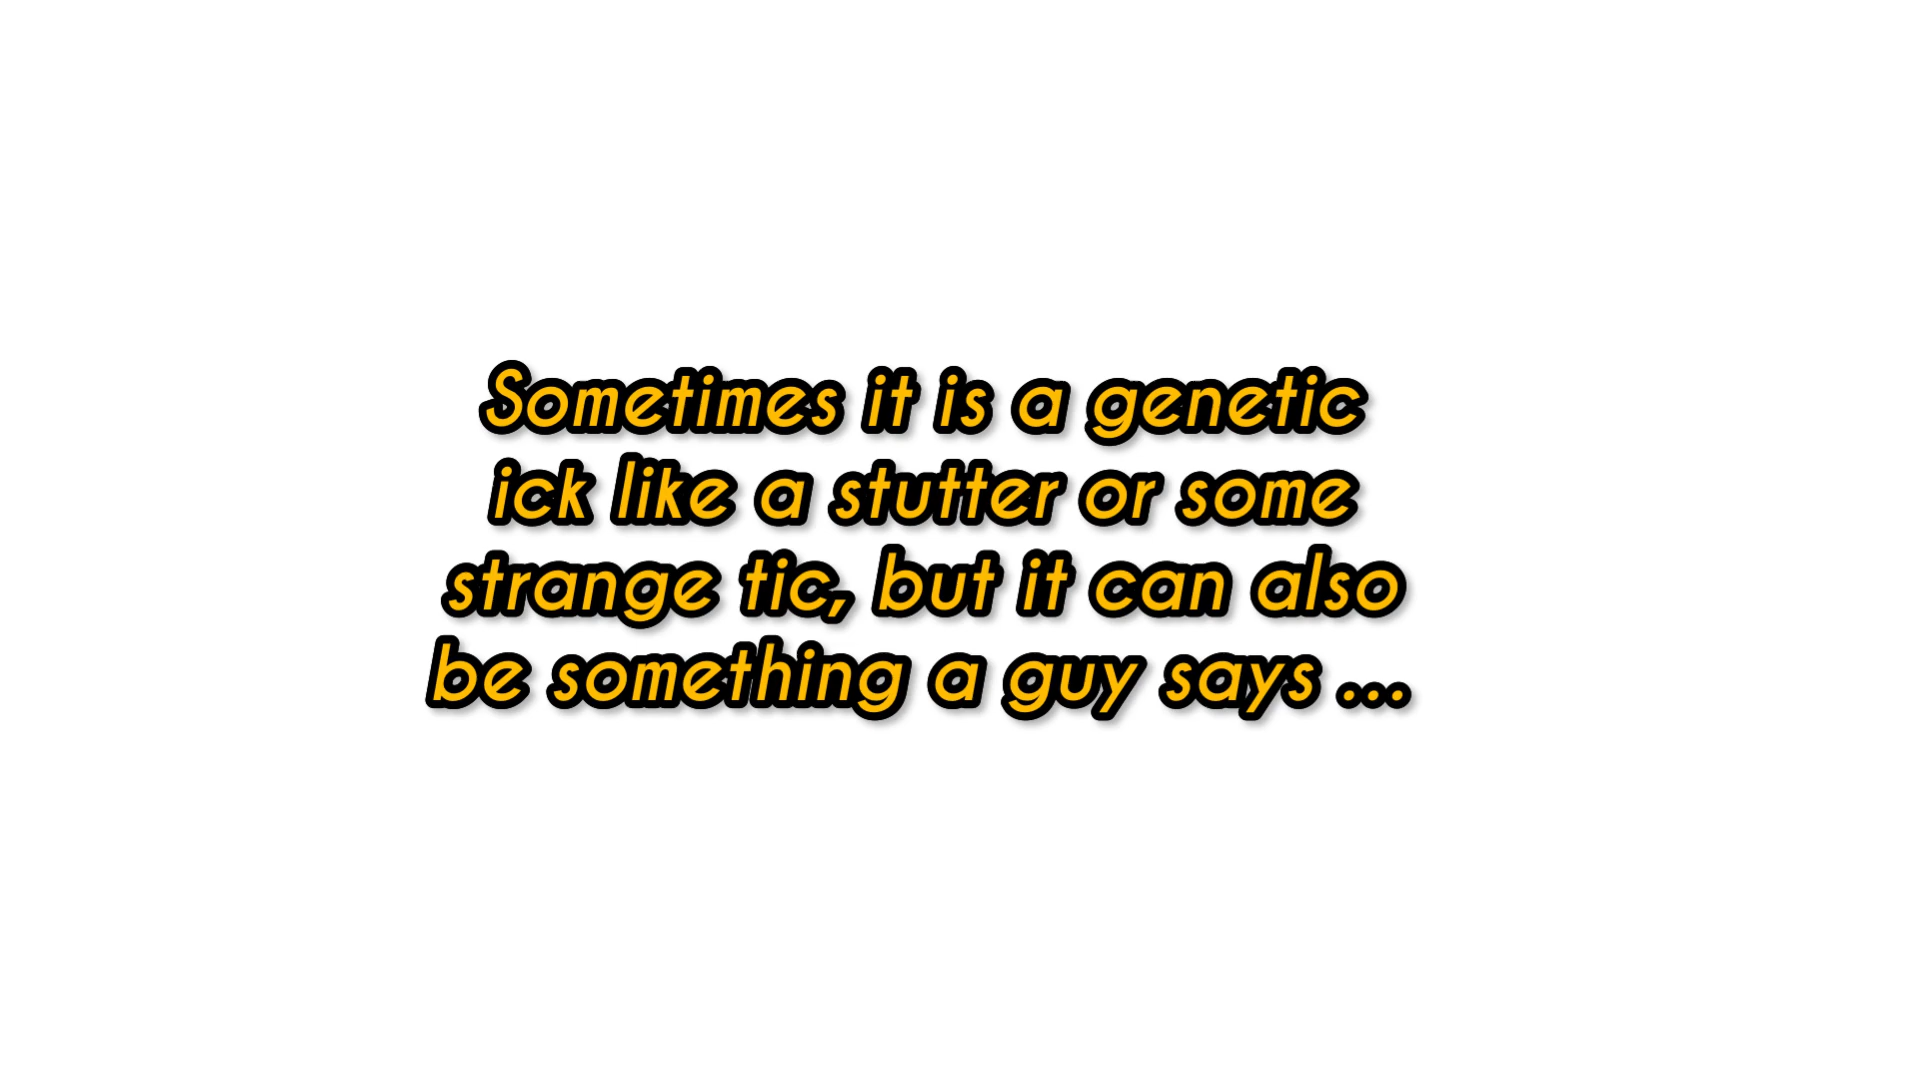 Sometimes it is a genetic
ick like a stutter or some
strange tic, but it can also
be something a guy says ...